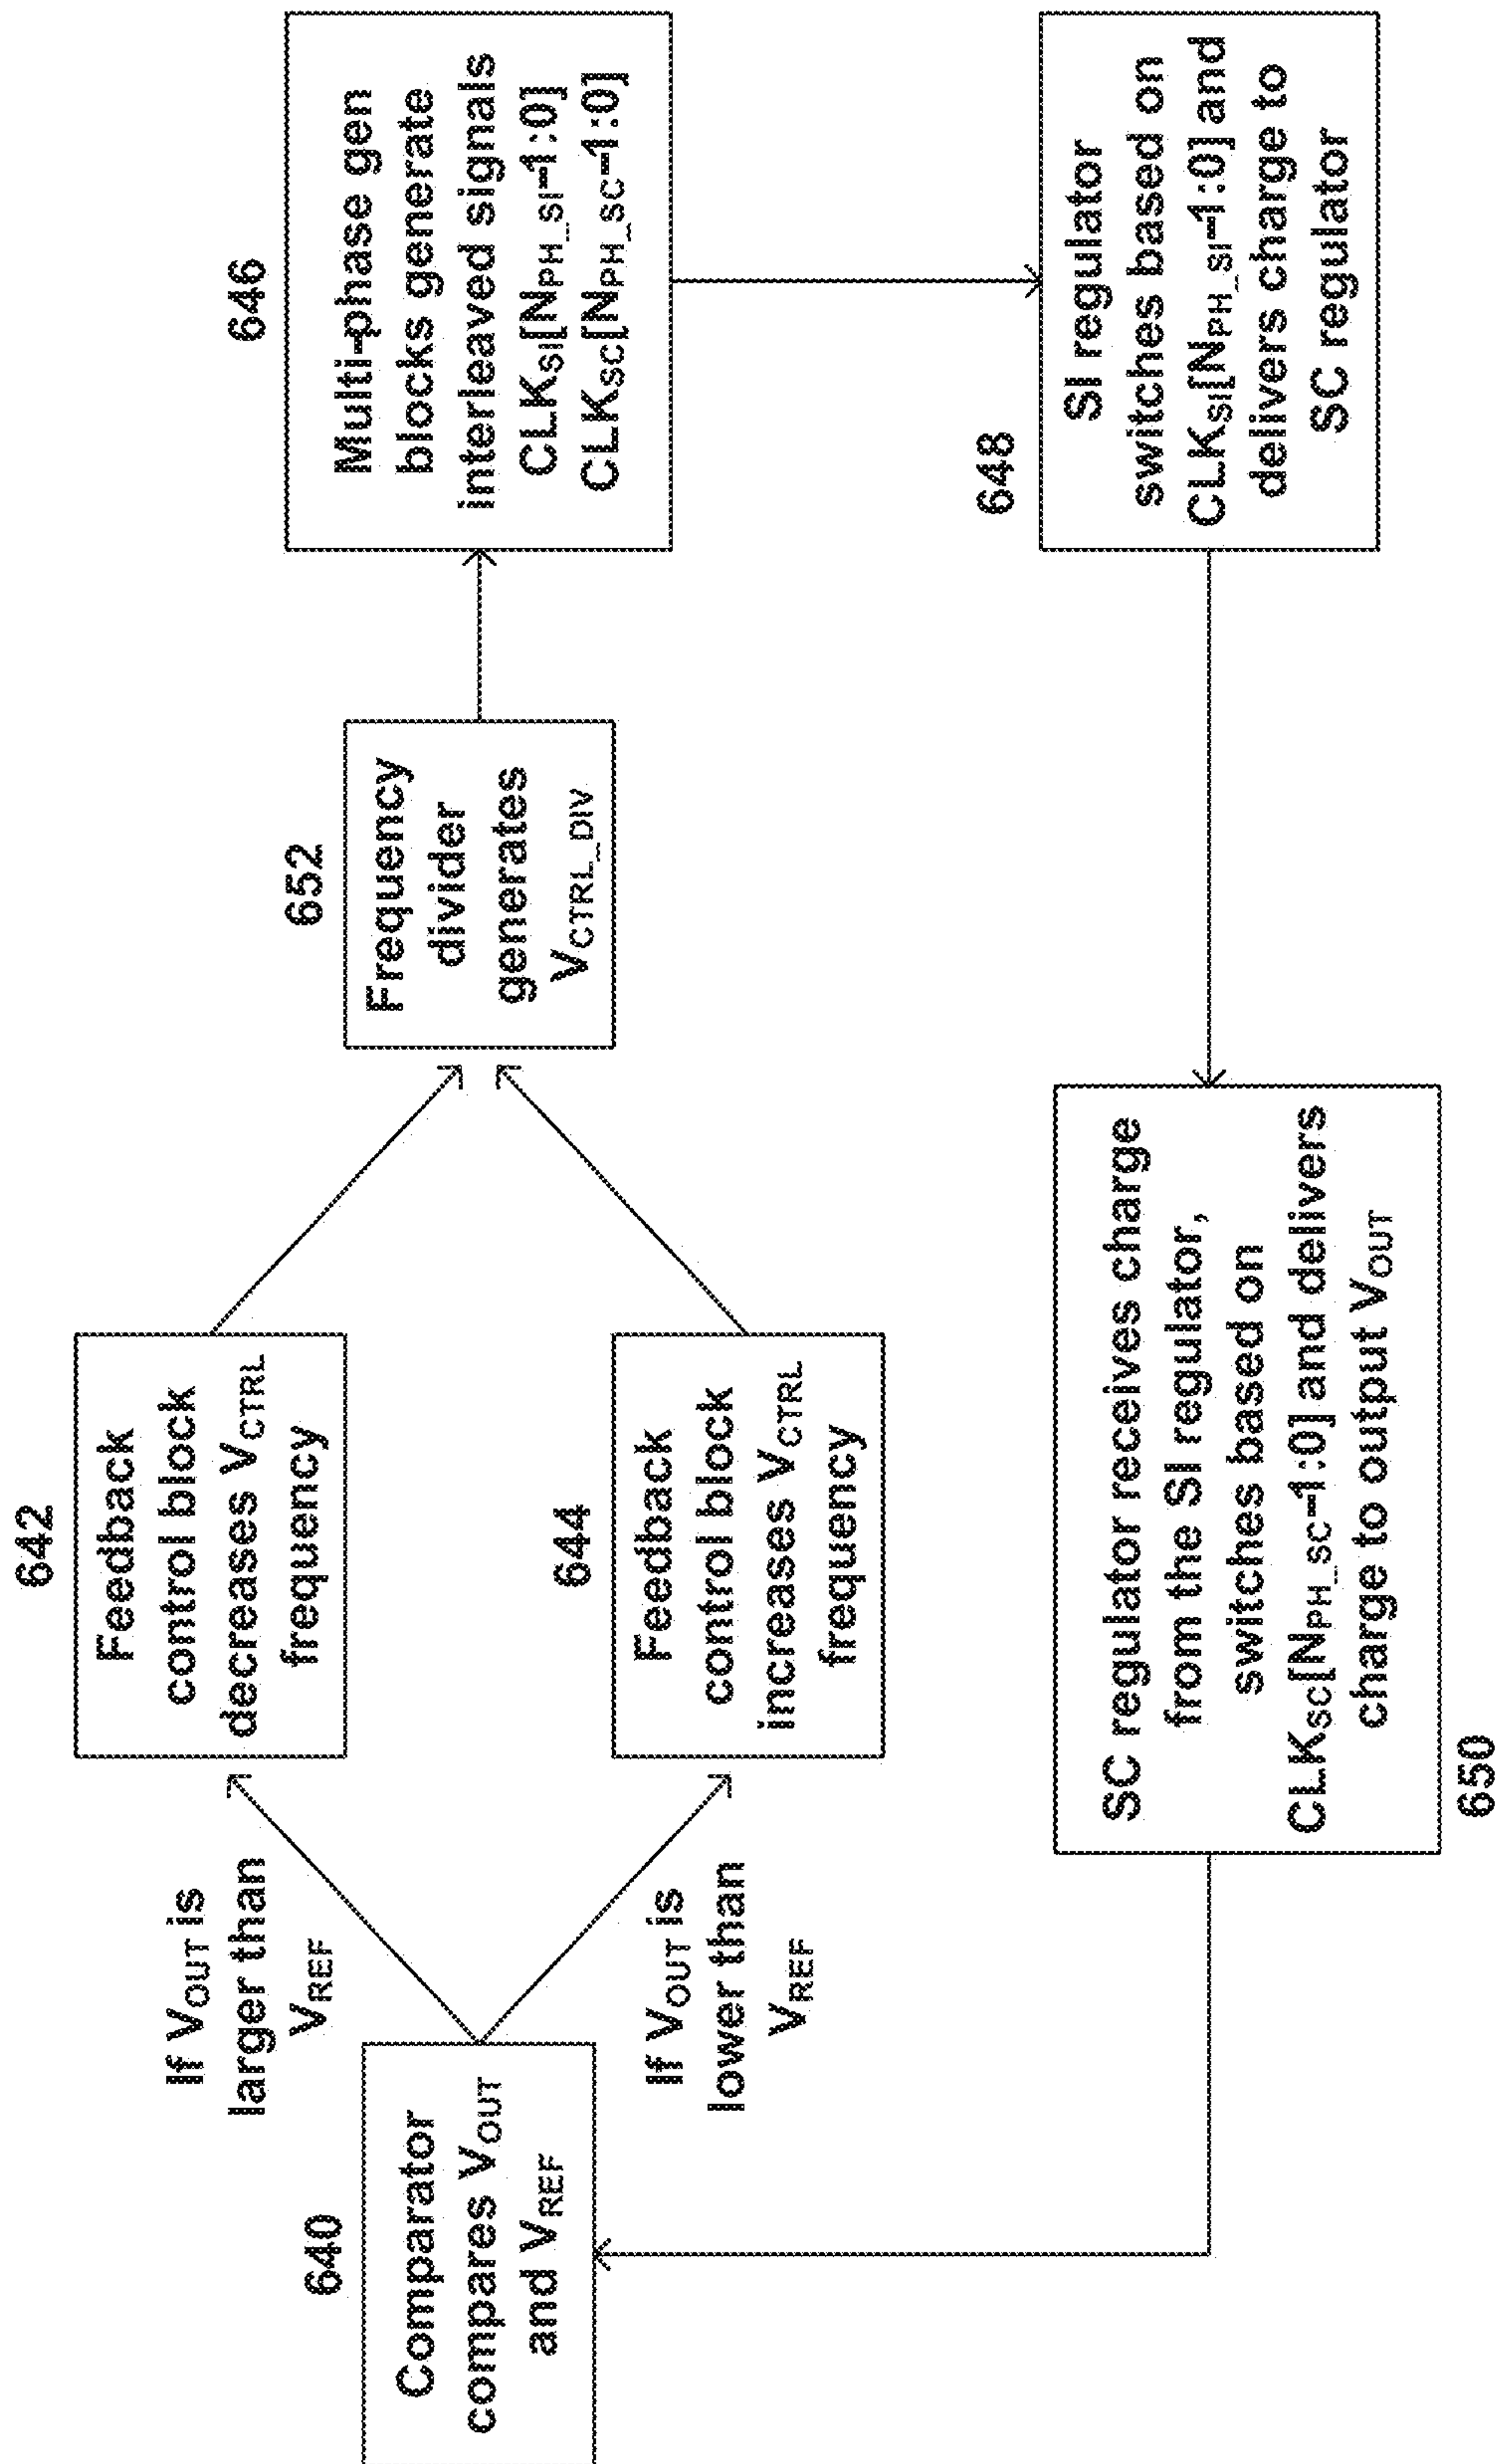 640
Comparator
compares VOUT
and VREF
If VOUT is
larger than
VREF
If VOUT is
lower than
VREF
642
Feedback
control block
decreases VCTRL
frequency
644
Feedback
control block
increases VCTRL
frequency
652
Frequency
divider
generates
VCTRL_DIV
646
Multi-phase gen
blocks generate
interleaved signals
CLKSI[NPH_SI-1:0]
CLKSC[NPH_SC-1:0]
648
SI regulator
switches based on
CLKSI[NPH_SI-1:0] and
delivers charge to
SC regulator
SC regulator receives charge
from the SI regulator,
switches based on
CLKSC[NPH_SC-1:0] and delivers
charge to output VOUT
650